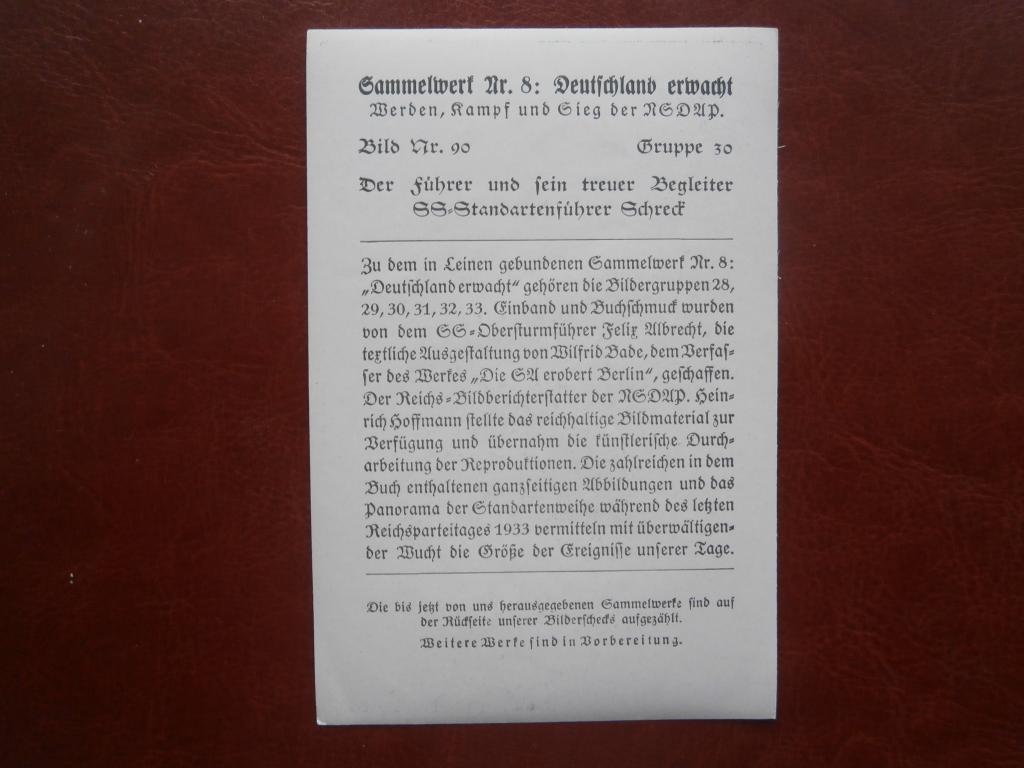 Sammelwerk Nr. 8: Deutschland erwacht
Werden, Kampf und Sieg der NSDAP.
Bild Nr. 90 Gruppe 30
Der Führer und sein treuer Begleiter
SS-Standartenführer Schreck
Zu dem in Leinen gebundenen Sammelwerk Nr. 8:
„Deutschland erwacht“ gehören die Bildergruppen 28,
29, 30, 31, 32, 33. Einband und Buchschmuck wurden
von dem SS-Obersturmführer Felix Albrecht, die
textliche Ausgestaltung von Wilfrid Bade, dem Verfas-
ser des Werkes „Die SA erobert Berlin“, geschaffen.
Der Reichs-Bildberichterstatter der NSDAP. Hein-
rich Hoffmann stellte das reichhaltige Bildmaterial zur
Verfügung und übernahm die künstlerische Durch-
arbeitung der Reproduktionen. Die zahlreichen in dem
Buch enthaltenen ganzseitigen Abbildungen und das
Panorama der Standartenweihe während des letzten
Reichsparteitages 1933 vermitteln mit überwältigen-
der Wucht die Größe der Ereignisse unserer Tage.
Die bis jetzt von uns herausgegebenen Sammelwerke sind auf
der Rückseite unserer Bilderschecks aufgezählt.
Weitere Werke sind in Vorbereitung.